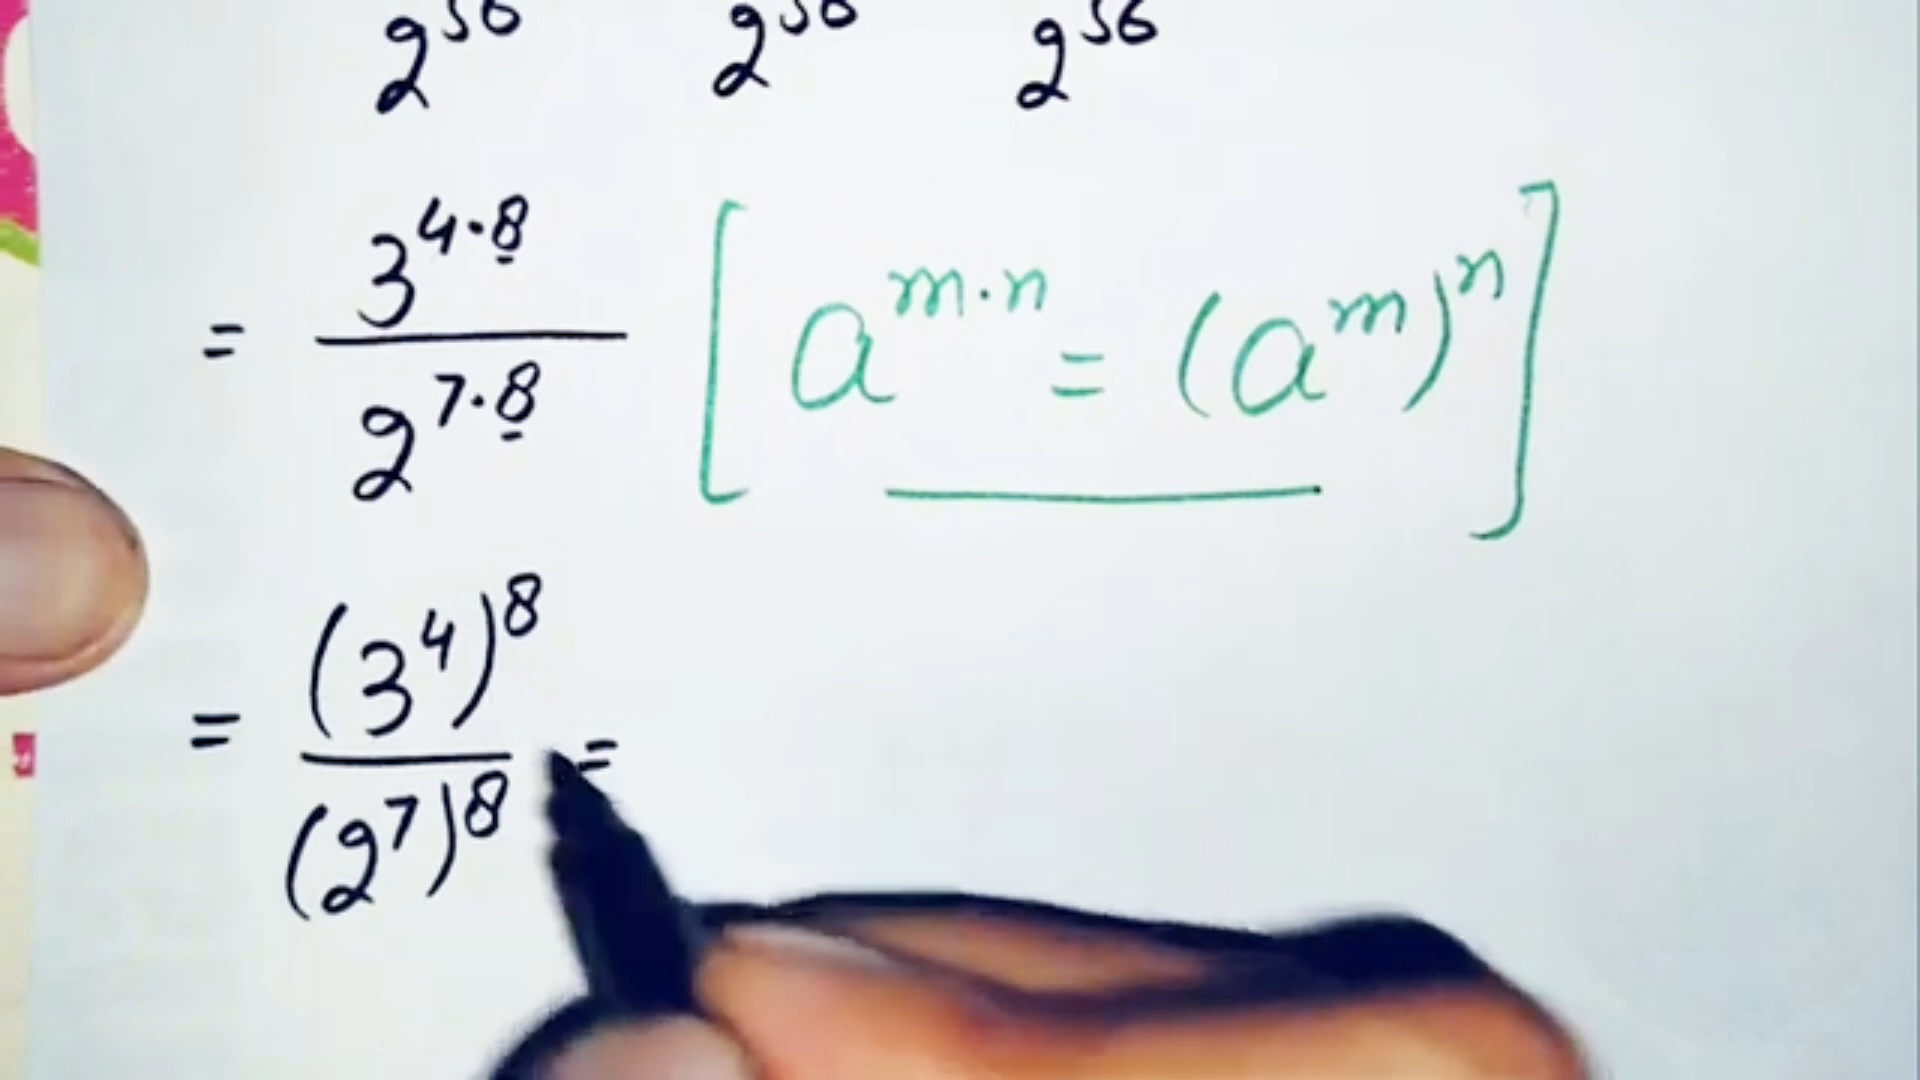 2^56 2^56 2^56
= 3^{4·8} / 2^{7·8} [a^{m·n} = (a^m)^n]
= (3^4)^8 / (2^7)^8 =